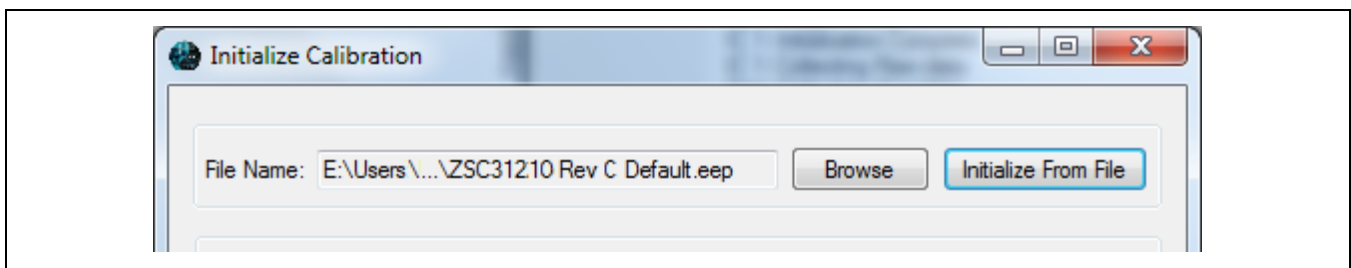 Initialize Calibration
File Name: E:\Users\...\ZSC31210 Rev C Default.eep Browse Initialize From File